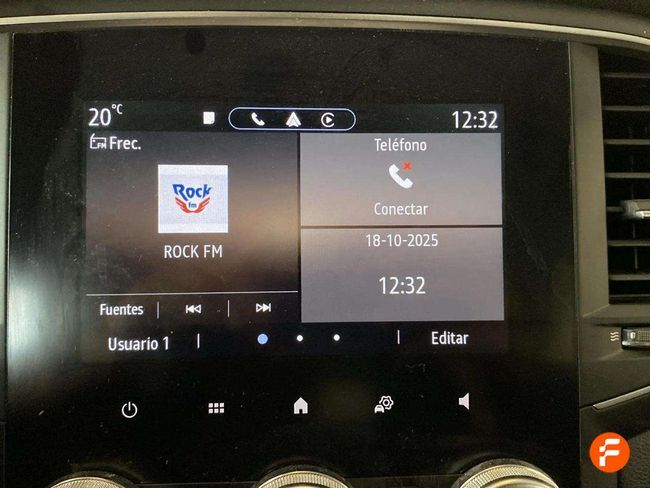 20°C
12:32
FM Frec.
Rock
fm
ROCK FM
Teléfono
Conectar
18-10-2025
12:32
Fuentes
Usuario 1
Editar